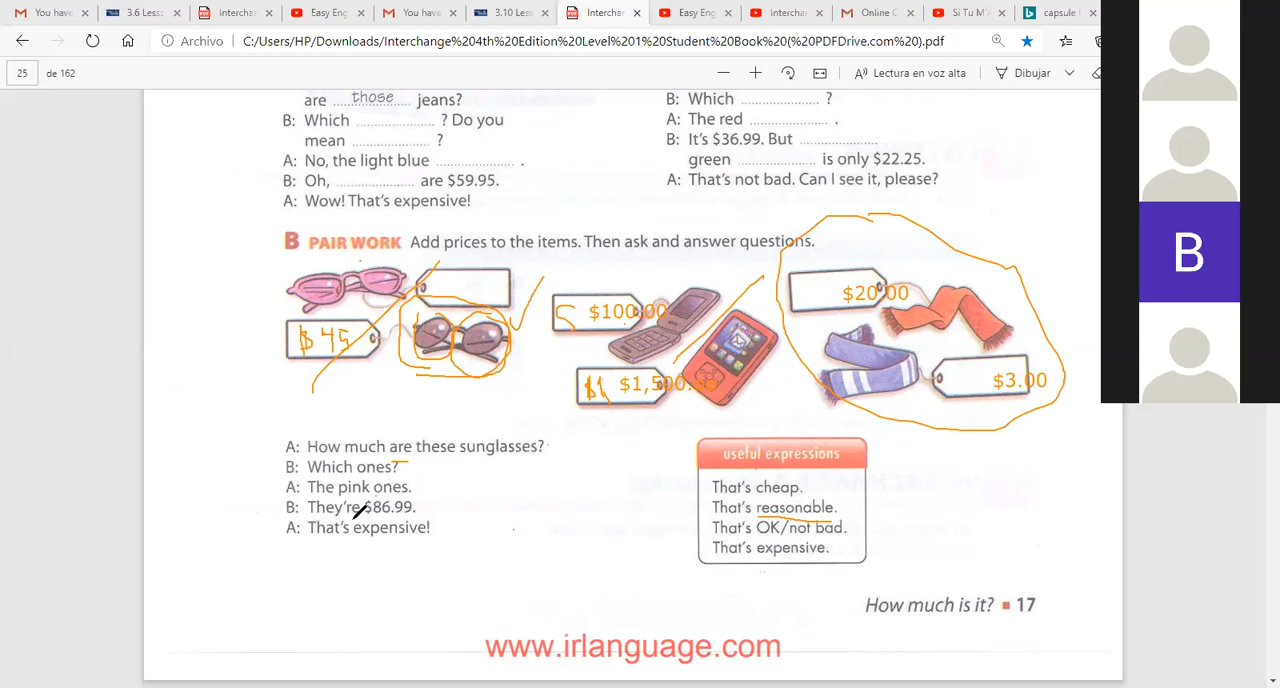 You have
3.6 Lesso
Interchan
Easy Eng
You have
3.10 Less
Interchan
Easy Eng
interchan
Online C
Si Tu M'A
capsule
Archivo
C:/Users/HP/Downloads/Interchange%204th%20Edition%20Level%201%20Student%20Book%20(%20PDFDrive.com%20).pdf
25 de 162
Lectura en voz alta
Dibujar
are those jeans?
B: Which .................... ? Do you
mean .................... ?
A: No, the light blue .................... .
B: Oh, .................... are $59.95.
A: Wow! That's expensive!
B: Which .................... ?
A: The red .................... .
B: It's $36.99. But ....................
green .................... is only $22.25.
A: That's not bad. Can I see it, please?
B PAIR WORK Add prices to the items. Then ask and answer questions.
$45
$100.00
$1,500.00
$20.00
$3.00
A: How much are these sunglasses?
B: Which ones?
A: The pink ones.
B: They're $86.99.
A: That's expensive!
useful expressions
That's cheap.
That's reasonable.
That's OK/not bad.
That's expensive.
How much is it? ■ 17
www.irlanguage.com
B